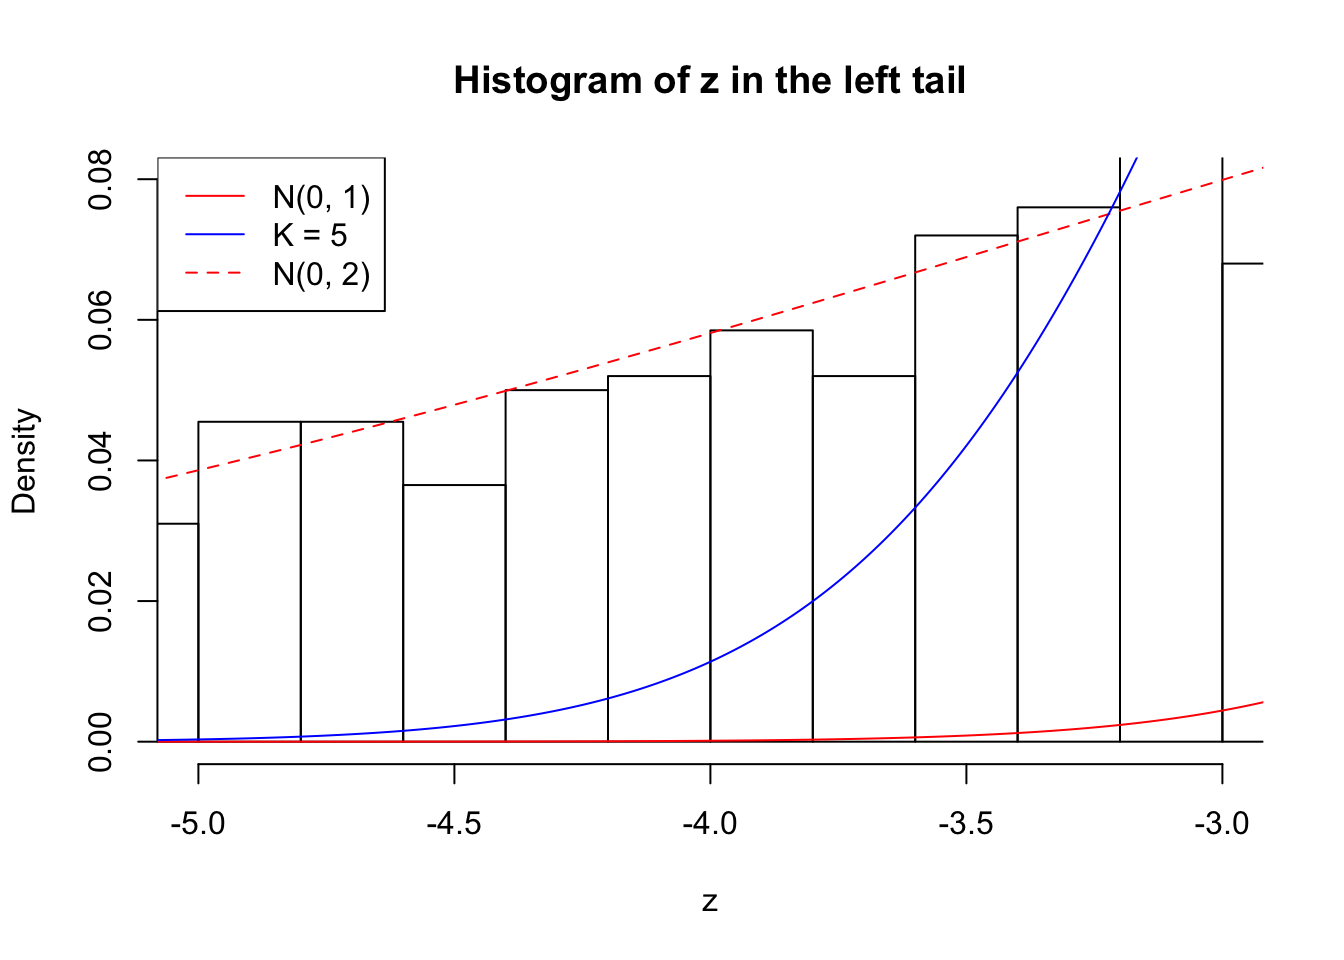 Histogram of z in the left tail
N(0, 1)
K = 5
N(0, 2)
Density
0.08
0.06
0.04
0.02
0.00
-5.0 -4.5 -4.0 -3.5 -3.0
z